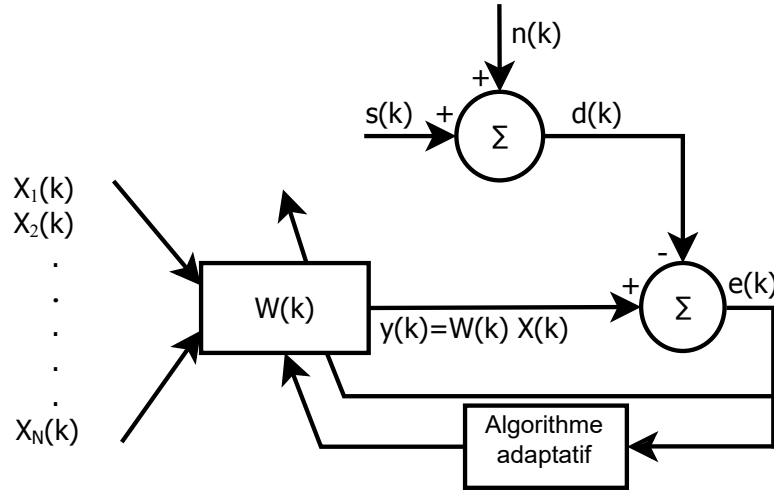 n(k)
+
s(k)
+
Σ
d(k)
X₁(k)
X₂(k)
.
.
.
.
.
X_N(k)
W(k)
y(k)=W(k) X(k)
-
+
Σ
e(k)
Algorithme
adaptatif